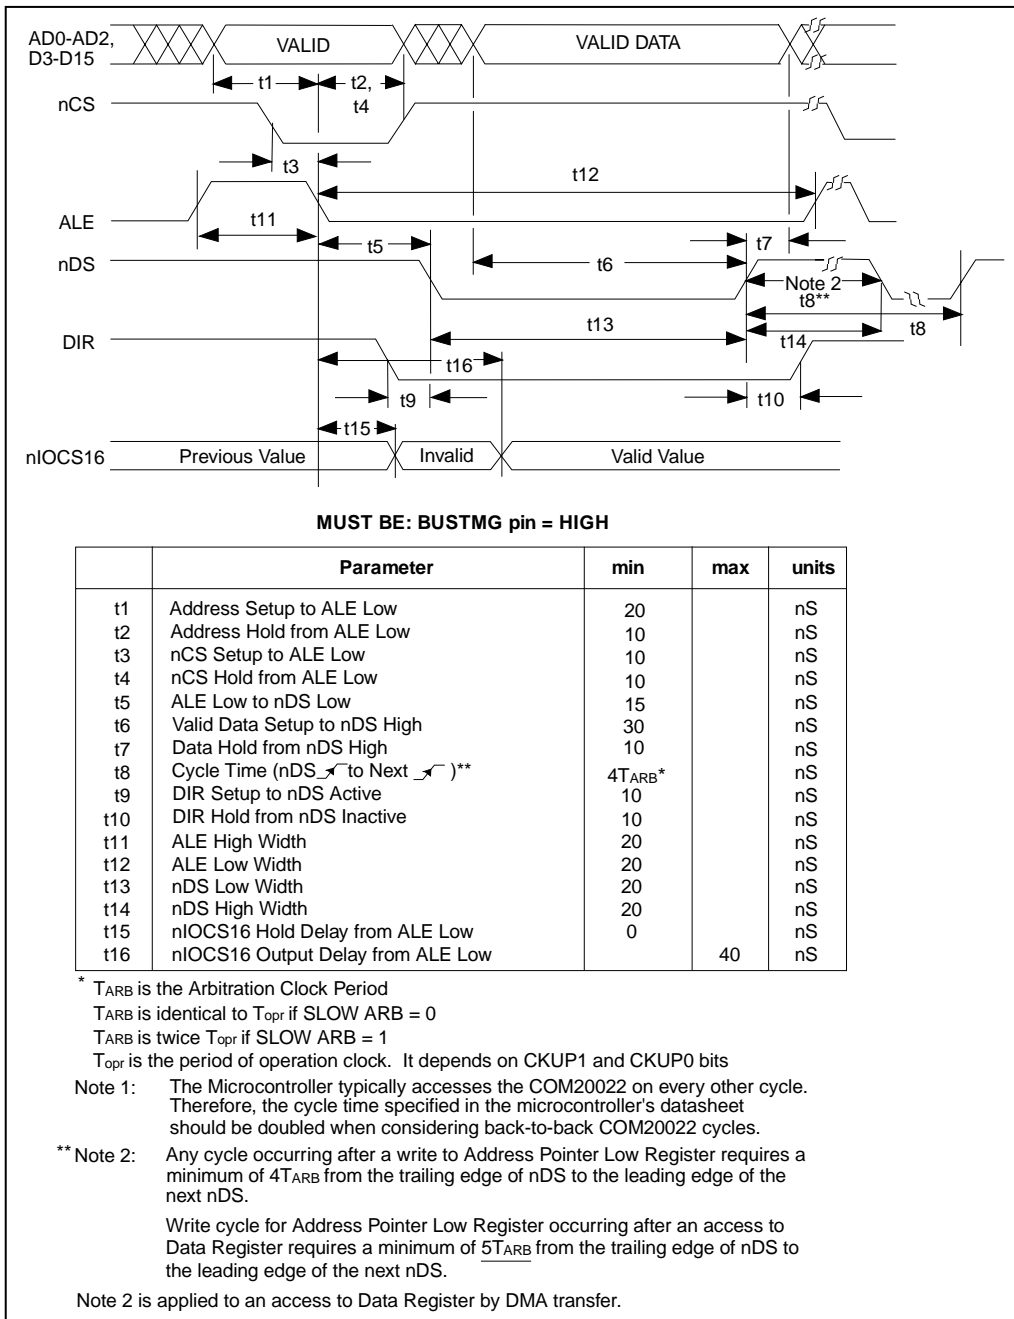 AD0-AD2,
D3-D15
VALID
VALID DATA
t1
t2,
t4
nCS
t3
t12
ALE
t11
t5
t7
nDS
t6
Note 2
t8**
t8
t13
t14
DIR
t16
t9
t10
t15
nIOCS16
Previous Value
Invalid
Valid Value
MUST BE: BUSTMG pin = HIGH
Parameter min max units
t1 Address Setup to ALE Low 20 nS
t2 Address Hold from ALE Low 10 nS
t3 nCS Setup to ALE Low 10 nS
t4 nCS Hold from ALE Low 10 nS
t5 ALE Low to nDS Low 15 nS
t6 Valid Data Setup to nDS High 30 nS
t7 Data Hold from nDS High 10 nS
t8 Cycle Time (nDS to Next )** 4TARB* nS
t9 DIR Setup to nDS Active 10 nS
t10 DIR Hold from nDS Inactive 10 nS
t11 ALE High Width 20 nS
t12 ALE Low Width 20 nS
t13 nDS Low Width 20 nS
t14 nDS High Width 20 nS
t15 nIOCS16 Hold Delay from ALE Low 0 nS
t16 nIOCS16 Output Delay from ALE Low 40 nS
* TARB is the Arbitration Clock Period
TARB is identical to Topr if SLOW ARB = 0
TARB is twice Topr if SLOW ARB = 1
Topr is the period of operation clock. It depends on CKUP1 and CKUP0 bits
Note 1: The Microcontroller typically accesses the COM20022 on every other cycle.
Therefore, the cycle time specified in the microcontroller's datasheet
should be doubled when considering back-to-back COM20022 cycles.
** Note 2: Any cycle occurring after a write to Address Pointer Low Register requires a
minimum of 4TARB from the trailing edge of nDS to the leading edge of the
next nDS.
Write cycle for Address Pointer Low Register occurring after an access to
Data Register requires a minimum of 5TARB from the trailing edge of nDS to
the leading edge of the next nDS.
Note 2 is applied to an access to Data Register by DMA transfer.